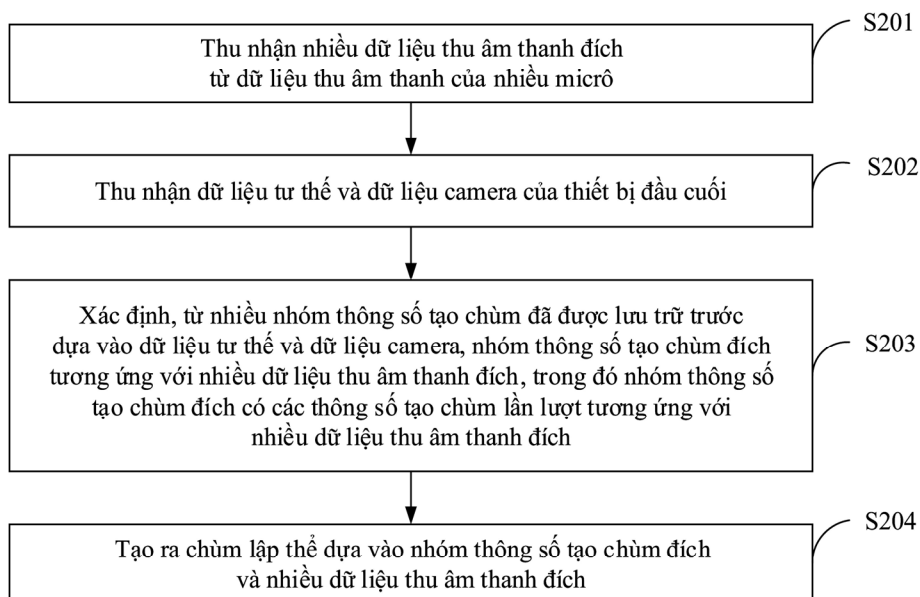 S201
Thu nhận nhiều dữ liệu thu âm thanh đích
từ dữ liệu thu âm thanh của nhiều micrô
S202
Thu nhận dữ liệu tư thế và dữ liệu camera của thiết bị đầu cuối
Xác định, từ nhiều nhóm thông số tạo chùm đã được lưu trữ trước
dựa vào dữ liệu tư thế và dữ liệu camera, nhóm thông số tạo chùm đích
S203
tương ứng với nhiều dữ liệu thu âm thanh đích, trong đó nhóm thông số
tạo chùm đích có các thông số tạo chùm lần lượt tương ứng với
nhiều dữ liệu thu âm thanh đích
S204
Tạo ra chùm lập thể dựa vào nhóm thông số tạo chùm đích
và nhiều dữ liệu thu âm thanh đích